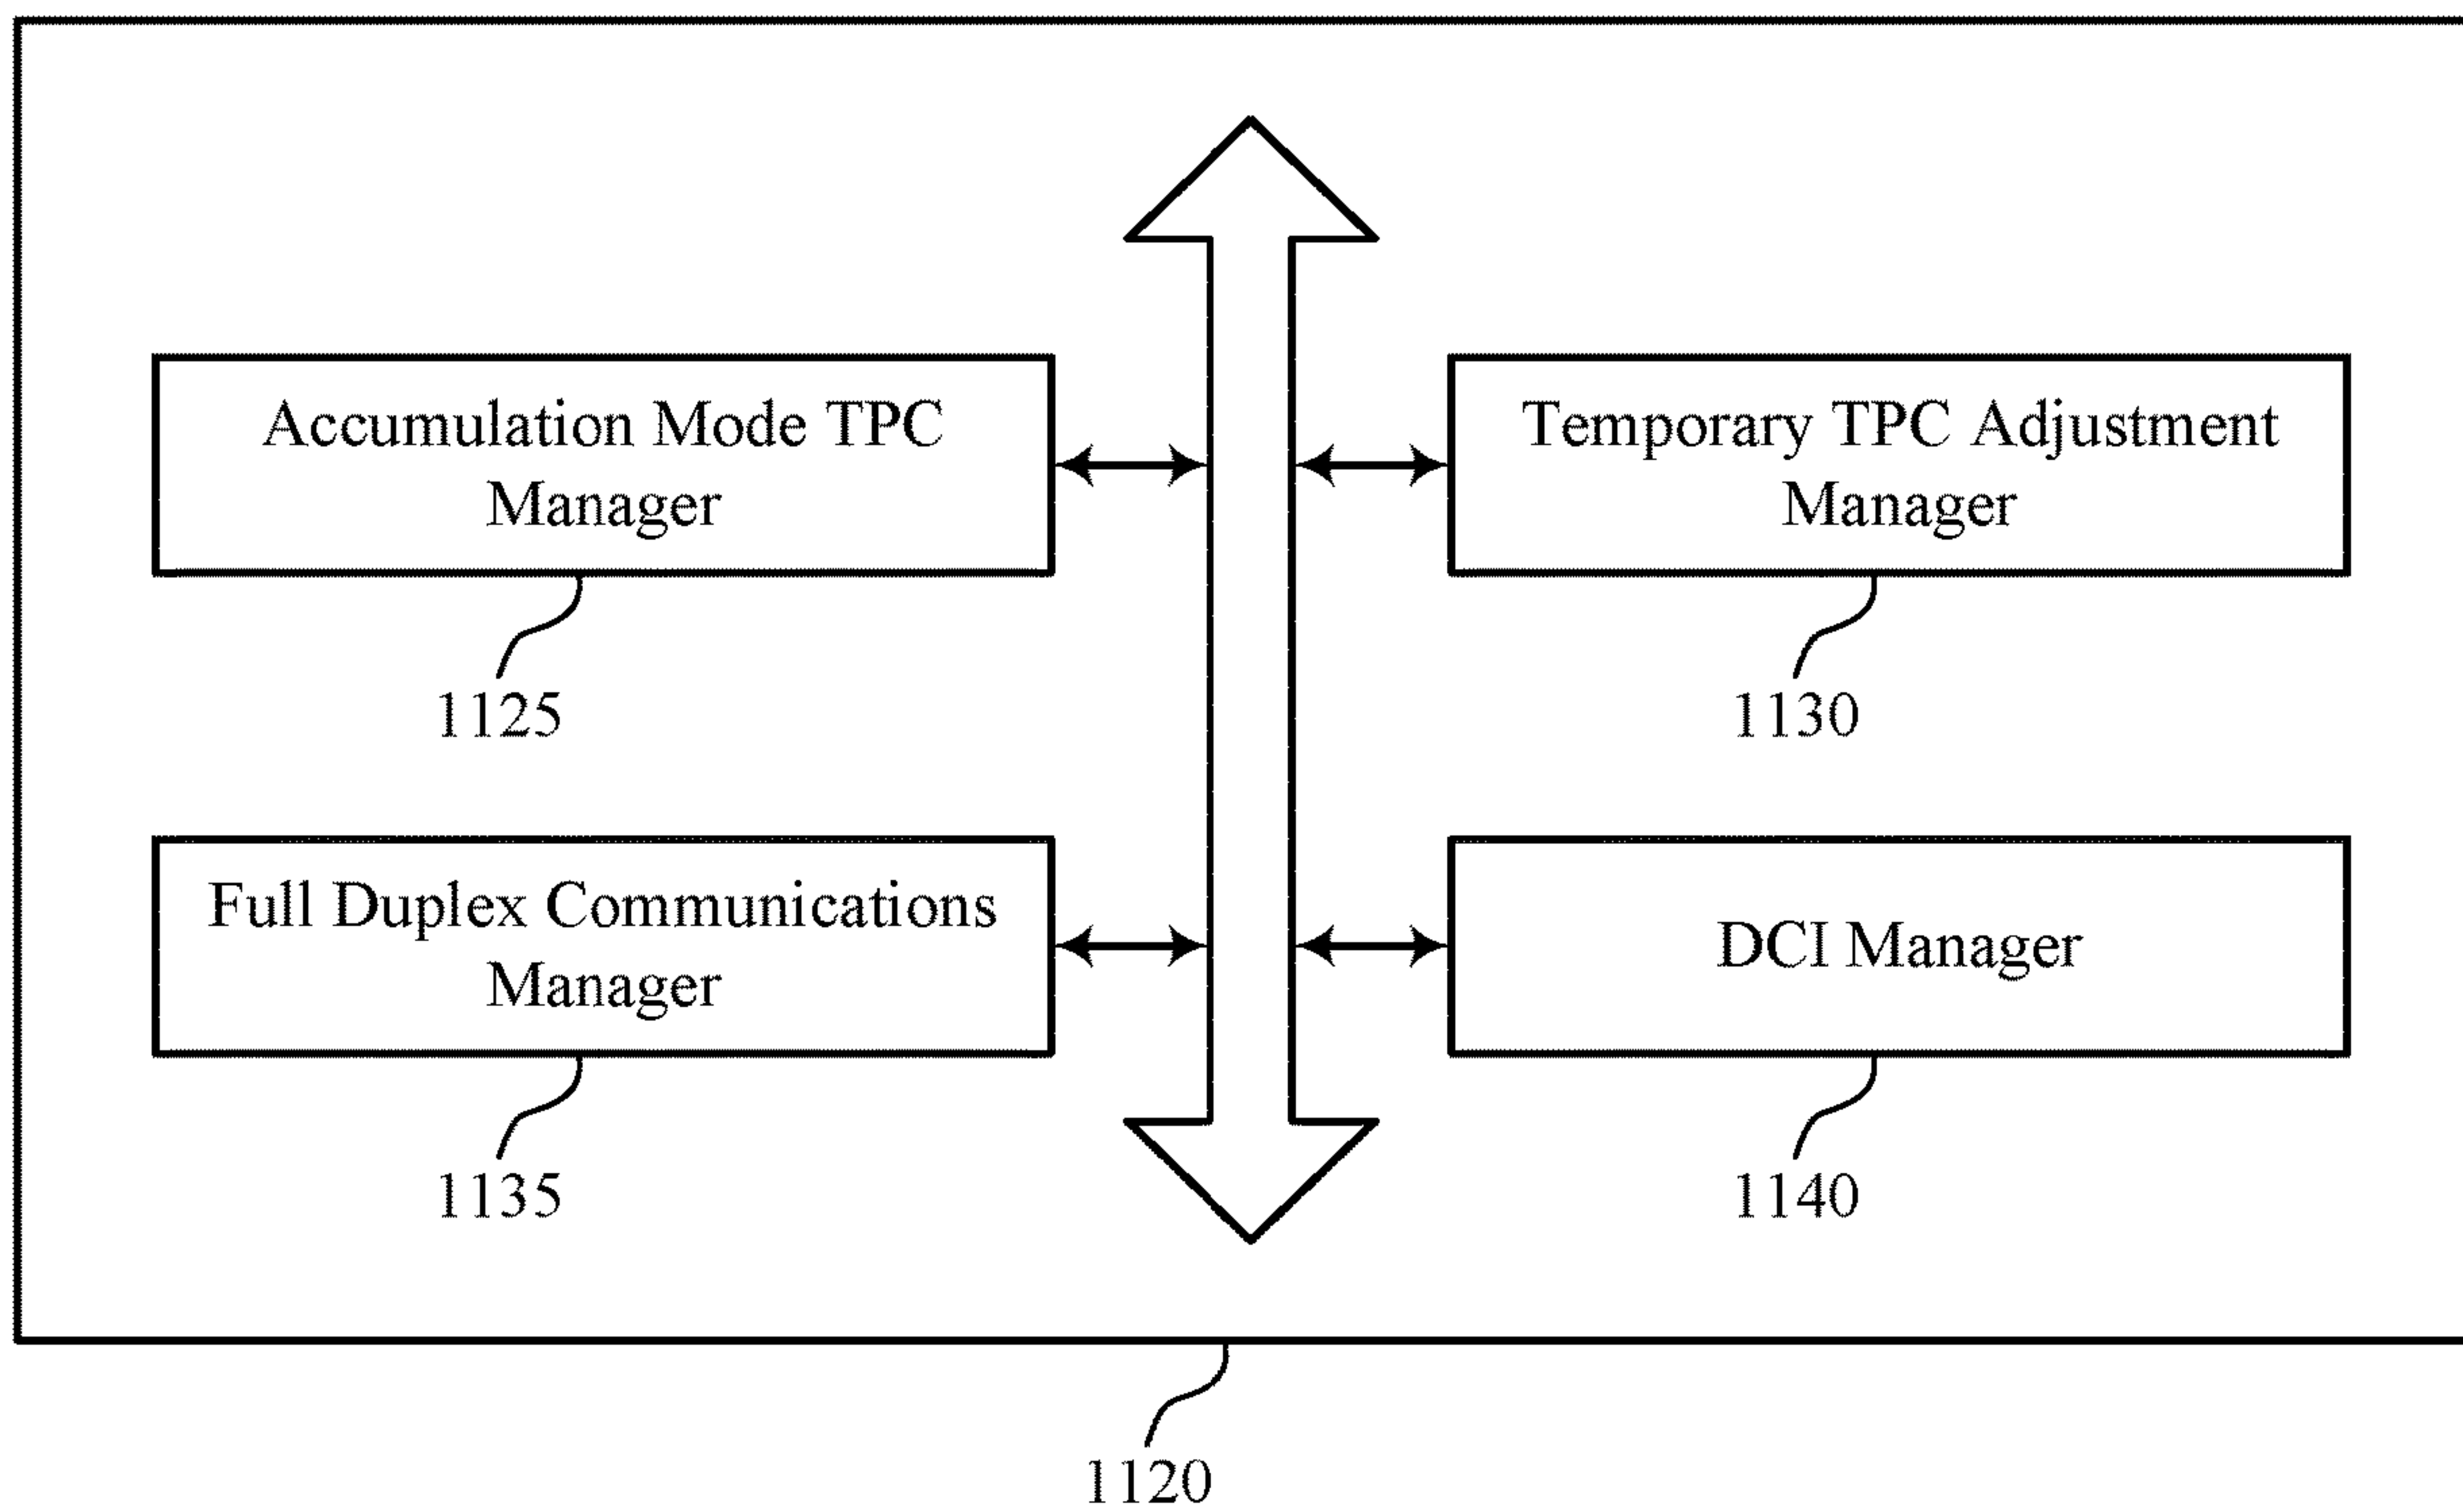 Accumulation Mode TPC
Manager
1125
Temporary TPC Adjustment
Manager
1130
Full Duplex Communications
Manager
1135
DCI Manager
1140
1120